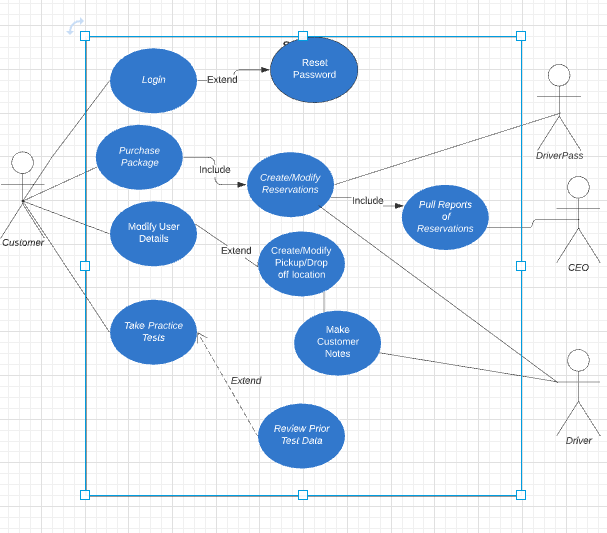 Reset
Password
Login
Extend
Purchase
Package
Include
Create/Modify
Reservations
Include
Pull Reports
of
Reservations
DriverPass
Customer
Modify User
Details
Extend
Create/Modify
Pickup/Drop
off location
CEO
Take Practice
Tests
Make
Customer
Notes
Extend
Review Prior
Test Data
Driver